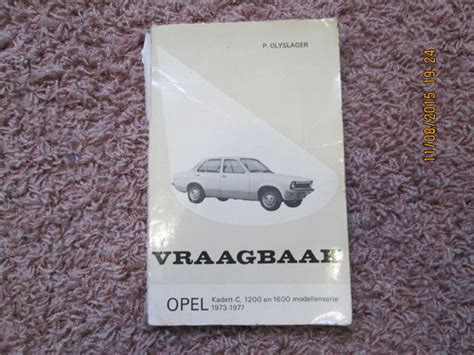 P. OLYSLAGER
VRAAGBAAK
OPEL Kadett-C, 1200 en 1600 modellenserie
1973-1977
11/08/2015 19:24